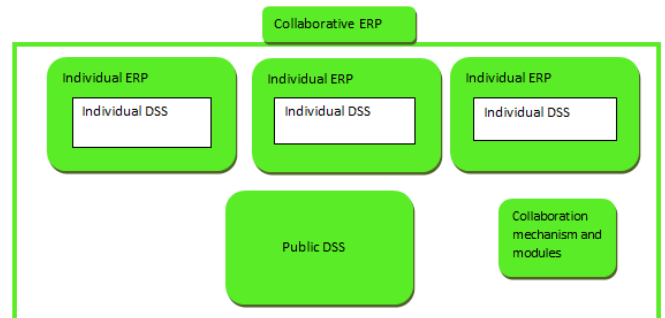 Collaborative ERP
Individual ERP
Individual DSS
Individual ERP
Individual DSS
Individual ERP
Individual DSS
Public DSS
Collaboration
mechanism and
modules